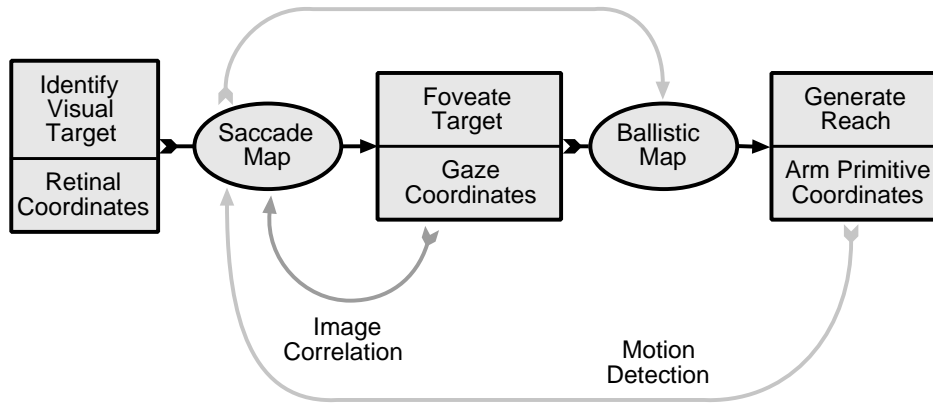 Identify
Visual
Target
Retinal
Coordinates
Saccade
Map
Foveate
Target
Gaze
Coordinates
Ballistic
Map
Generate
Reach
Arm Primitive
Coordinates
Image
Correlation
Motion
Detection